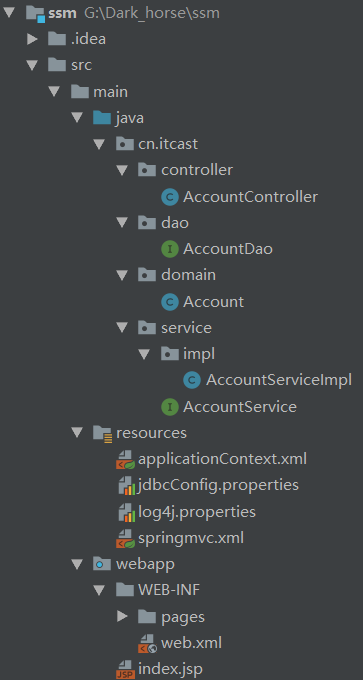 ssm G:\Dark_horse\ssm
.idea
src
main
java
cn.itcast
controller
C AccountController
dao
I AccountDao
domain
C Account
service
impl
C AccountServiceImpl
I AccountService
resources
applicationContext.xml
jdbcConfig.properties
log4j.properties
springmvc.xml
webapp
WEB-INF
pages
web.xml
JSP index.jsp